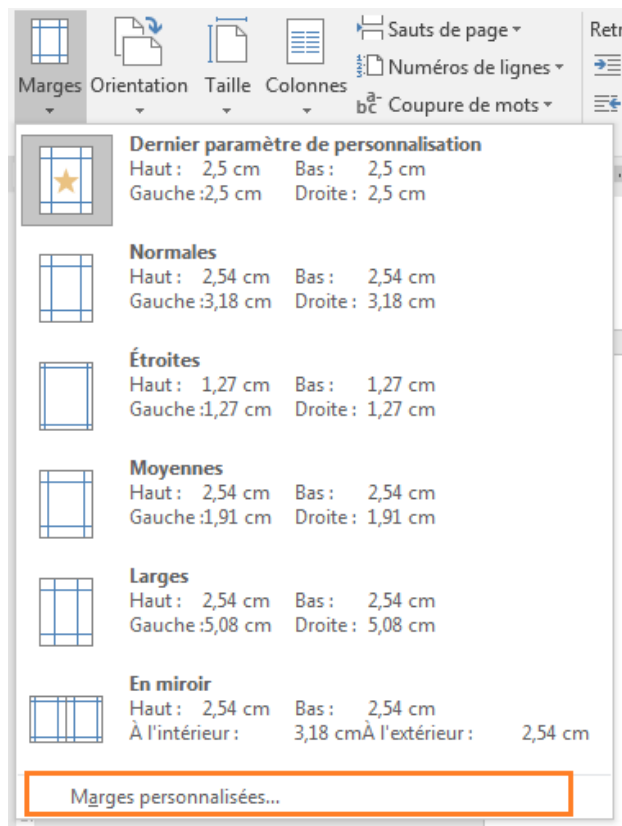 Marges
Orientation
Taille
Colonnes
Sauts de page
Numéros de lignes
Coupure de mots
Retr
Dernier paramètre de personnalisation
Haut : 2,5 cm Bas : 2,5 cm
Gauche :2,5 cm Droite : 2,5 cm
Normales
Haut : 2,54 cm Bas : 2,54 cm
Gauche :3,18 cm Droite : 3,18 cm
Étroites
Haut : 1,27 cm Bas : 1,27 cm
Gauche :1,27 cm Droite : 1,27 cm
Moyennes
Haut : 2,54 cm Bas : 2,54 cm
Gauche :1,91 cm Droite : 1,91 cm
Larges
Haut : 2,54 cm Bas : 2,54 cm
Gauche :5,08 cm Droite : 5,08 cm
En miroir
Haut : 2,54 cm Bas : 2,54 cm
À l'intérieur : 3,18 cmÀ l'extérieur : 2,54 cm
Marges personnalisées...